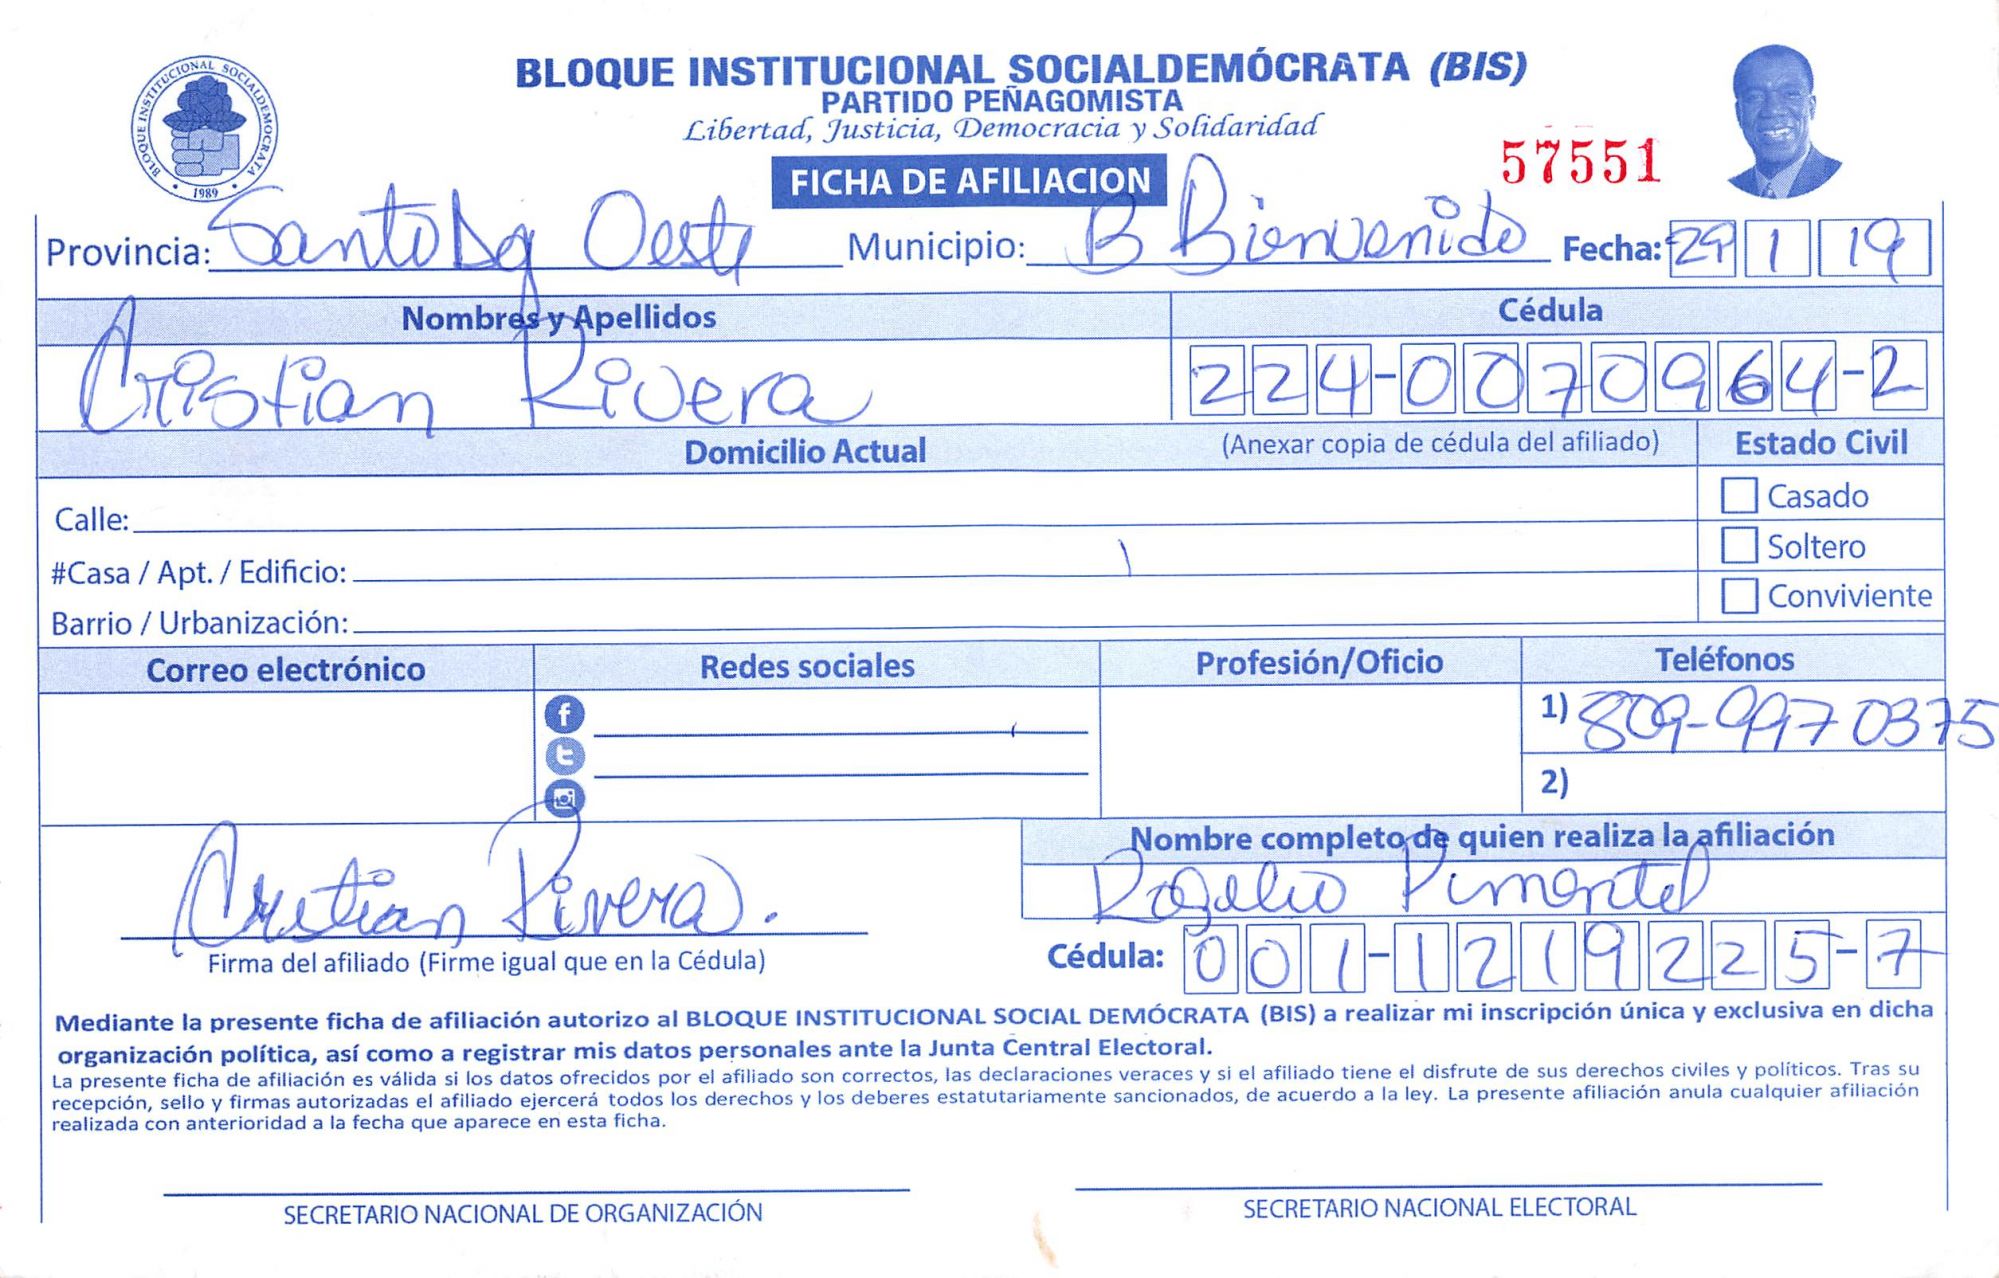 BLOQUE INSTITUCIONAL SOCIALDEMÓCRATA (BIS)
PARTIDO PEÑAGOMISTA
Libertad, Justicia, Democracia y Solidaridad
BLOQUE INSTITUCIONAL SOCIALDEMOCRATA
1989
57551
FICHA DE AFILIACION
Provincia: Santo Dgo Oeste Municipio: B Bienvenido Fecha: 29 1 19
Nombres y Apellidos Cédula
Cristian Rivera 224-0070964-2
Domicilio Actual (Anexar copia de cédula del afiliado) Estado Civil
Calle: Casado
#Casa / Apt. / Edificio: Soltero
Barrio / Urbanización: Conviviente
Correo electrónico Redes sociales Profesión/Oficio Teléfonos
1) 809-997 0375
2)
Nombre completo de quien realiza la afiliación
Cristian Rivera. Rogelio Pimentel
Firma del afiliado (Firme igual que en la Cédula) Cédula: 001-1219225-7
Mediante la presente ficha de afiliación autorizo al BLOQUE INSTITUCIONAL SOCIAL DEMÓCRATA (BIS) a realizar mi inscripción única y exclusiva en dicha
organización política, así como a registrar mis datos personales ante la Junta Central Electoral.
La presente ficha de afiliación es válida si los datos ofrecidos por el afiliado son correctos, las declaraciones veraces y si el afiliado tiene el disfrute de sus derechos civiles y políticos. Tras su
recepción, sello y firmas autorizadas el afiliado ejercerá todos los derechos y los deberes estatutariamente sancionados, de acuerdo a la ley. La presente afiliación anula cualquier afiliación
realizada con anterioridad a la fecha que aparece en esta ficha.
SECRETARIO NACIONAL DE ORGANIZACIÓN SECRETARIO NACIONAL ELECTORAL